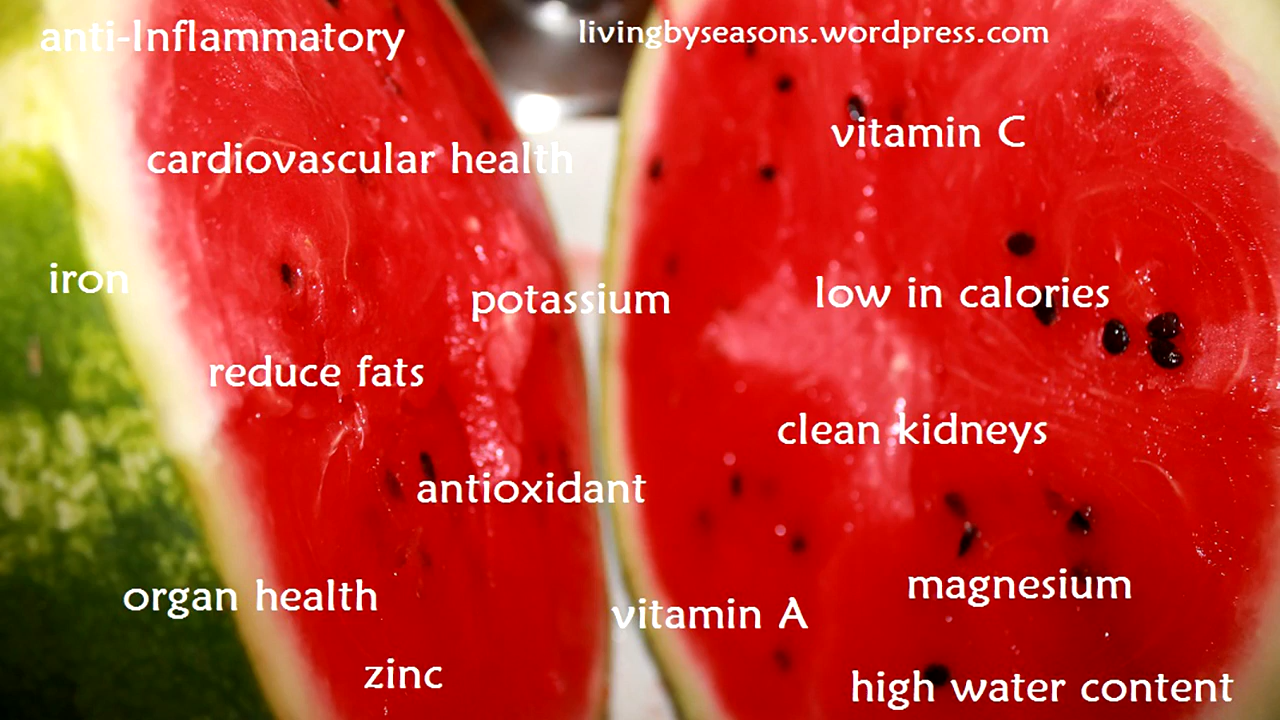 anti-Inflammatory
livingbyseasons.wordpress.com
vitamin C
cardiovascular health
iron
potassium
low in calories
reduce fats
clean kidneys
antioxidant
organ health
vitamin A
magnesium
zinc
high water content